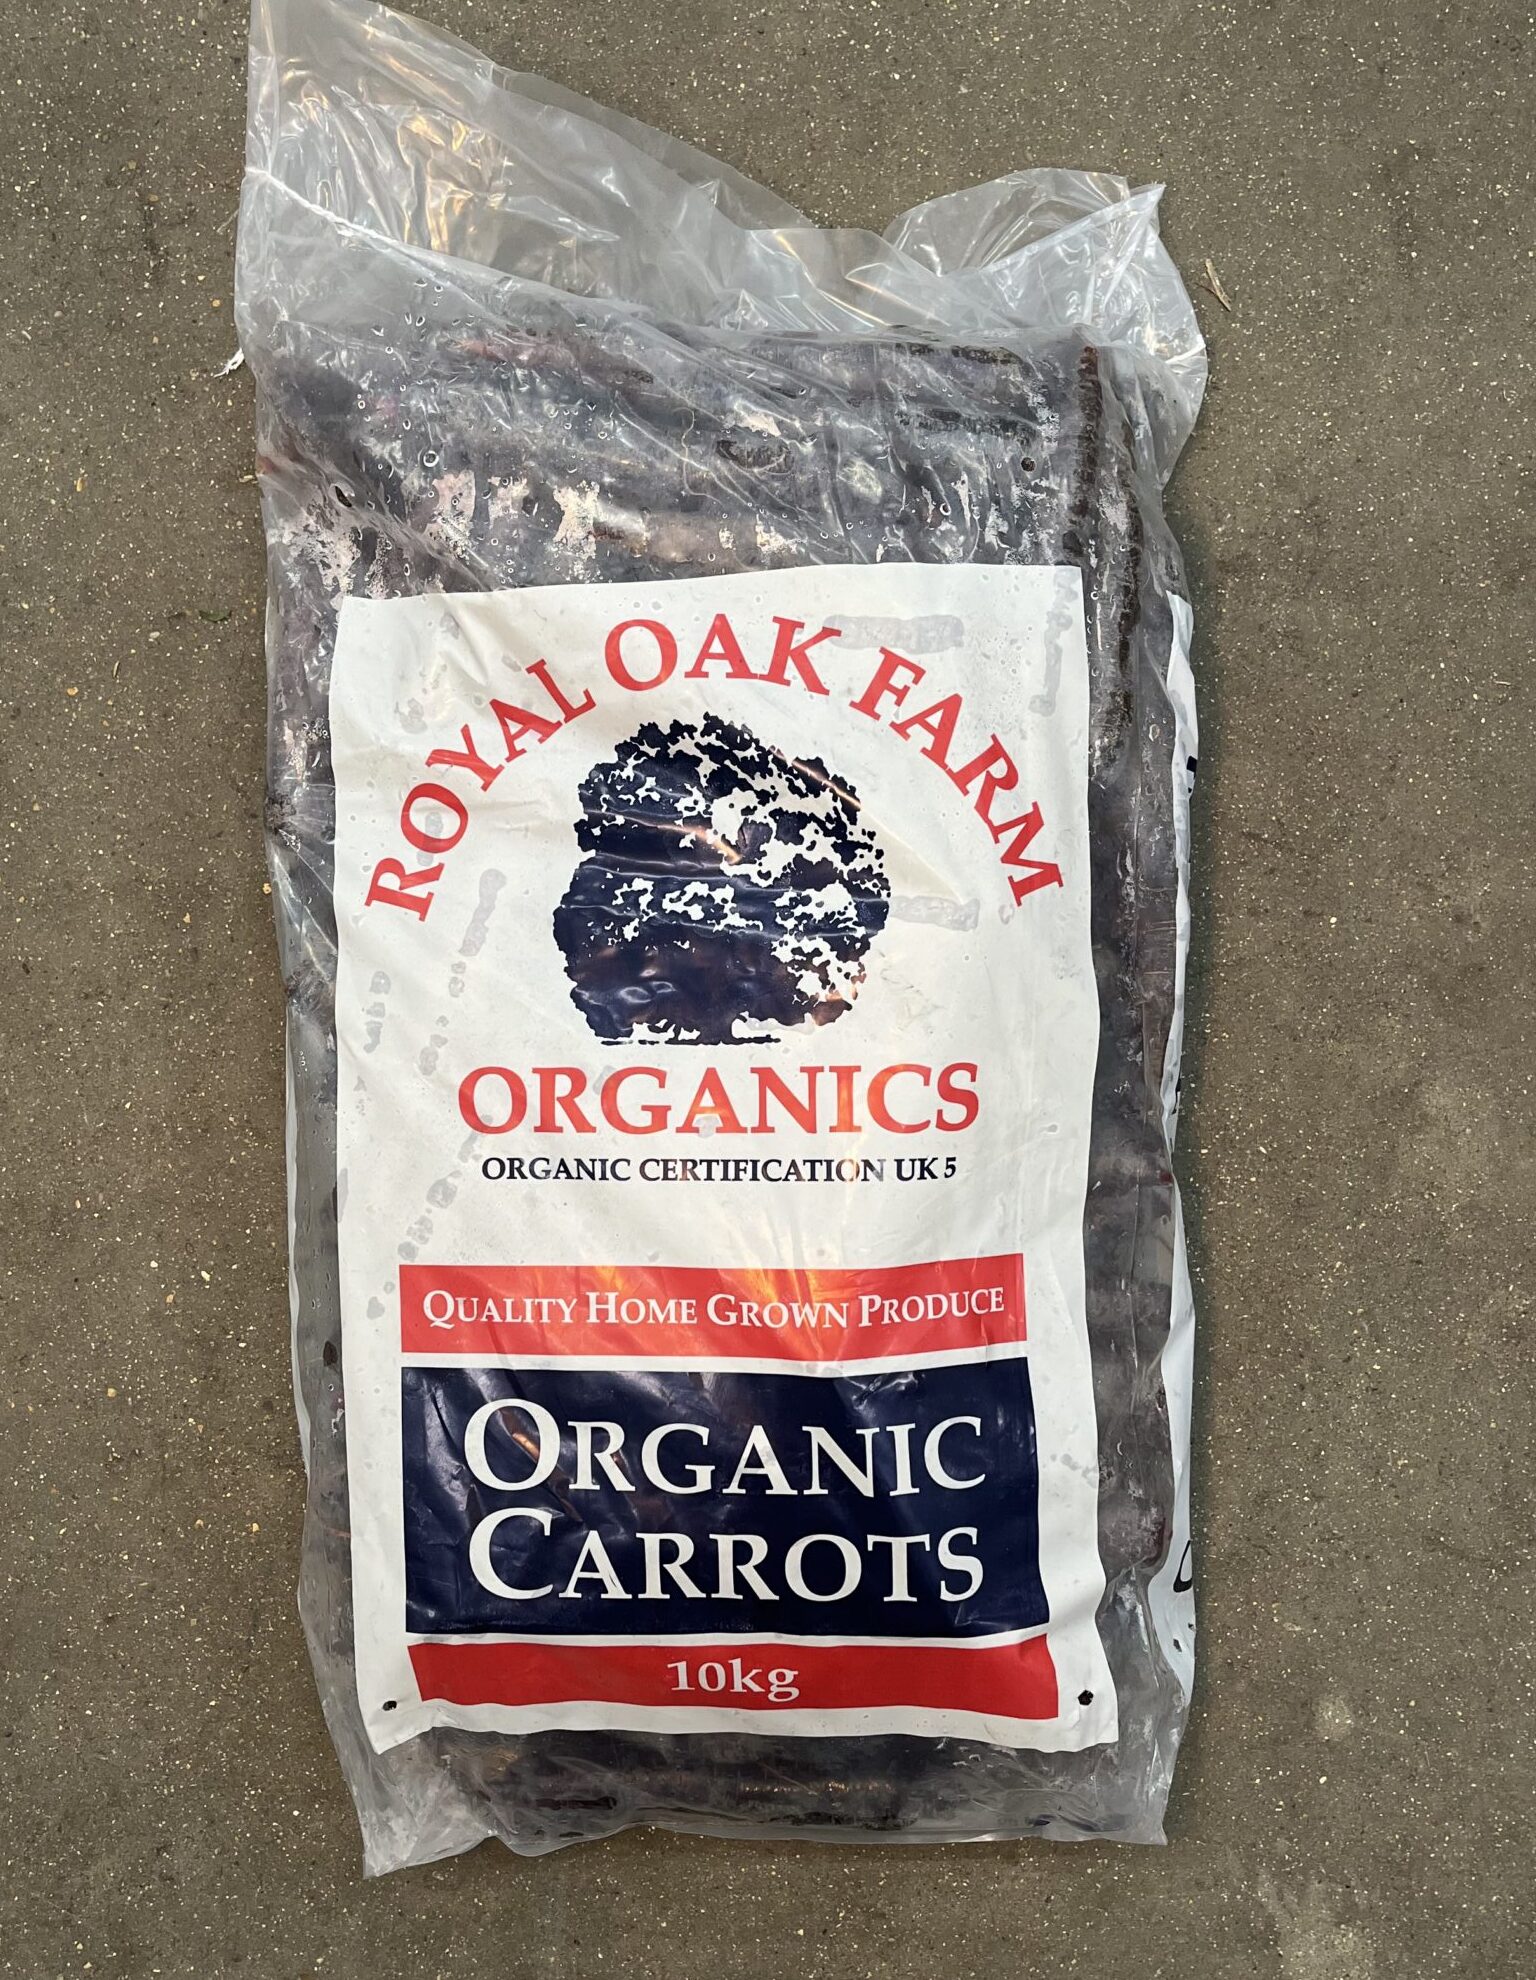 ROYAL OAK FARM
ORGANICS
ORGANIC CERTIFICATION UK 5
QUALITY HOME GROWN PRODUCE
ORGANIC
CARROTS
10kg